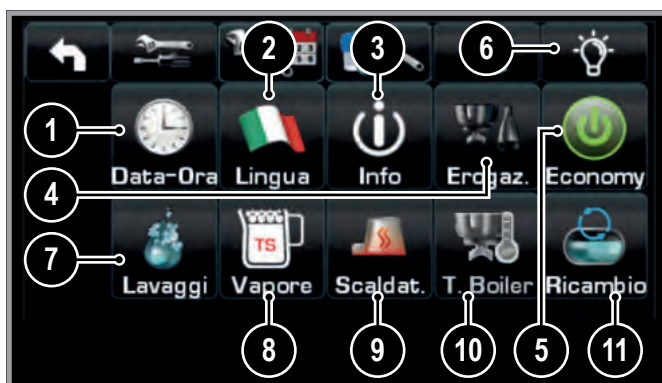 2 3 6
1
Data-Ora Lingua Info Erogaz. Economy
4
TS
7
Lavaggi Vapore Scaldat. T. Boiler Ricambio
8 9 10 5 11